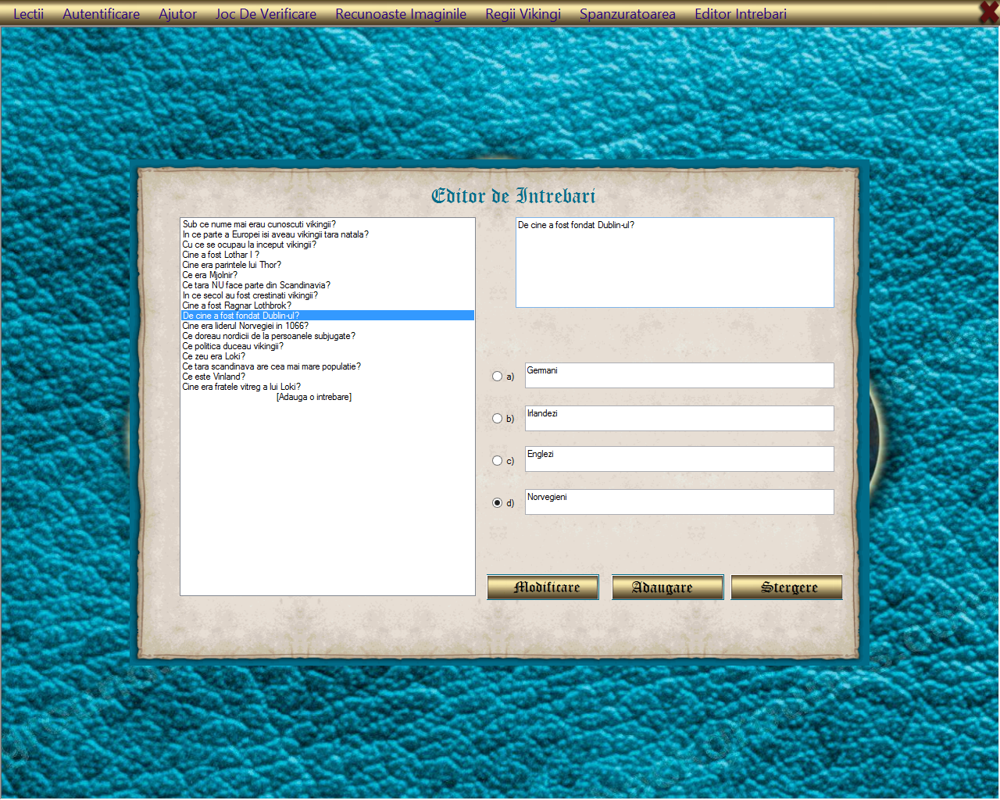 Lectii Autentificare Ajutor Joc De Verificare Recunoaste Imaginile Regii Vikingi Spanzuratoarea Editor Intrebari
Editor de Intrebari
Sub ce nume mai erau cunoscuti vikingii?
In ce parte a Europei isi aveau vikingii tara natala?
Cu ce se ocupau la inceput vikingii?
Cine a fost Lothar I ?
Cine era parintele lui Thor?
Ce era Mjolnir?
Ce tara NU face parte din Scandinavia?
In ce secol au fost crestinati vikingii?
Cine a fost Ragnar Lothbrok?
De cine a fost fondat Dublin-ul?
Cine era liderul Norvegiei in 1066?
Ce doreau nordicii de la persoanele subjugate?
Ce politica duceau vikingii?
Ce zeu era Loki?
Ce tara scandinava are cea mai mare populatie?
Ce este Vinland?
Cine era fratele vitreg a lui Loki?
[Adauga o intrebare]
De cine a fost fondat Dublin-ul?
a) Germani
b) Irlandezi
c) Englezi
d) Norvegieni
Modificare Adaugare Stergere